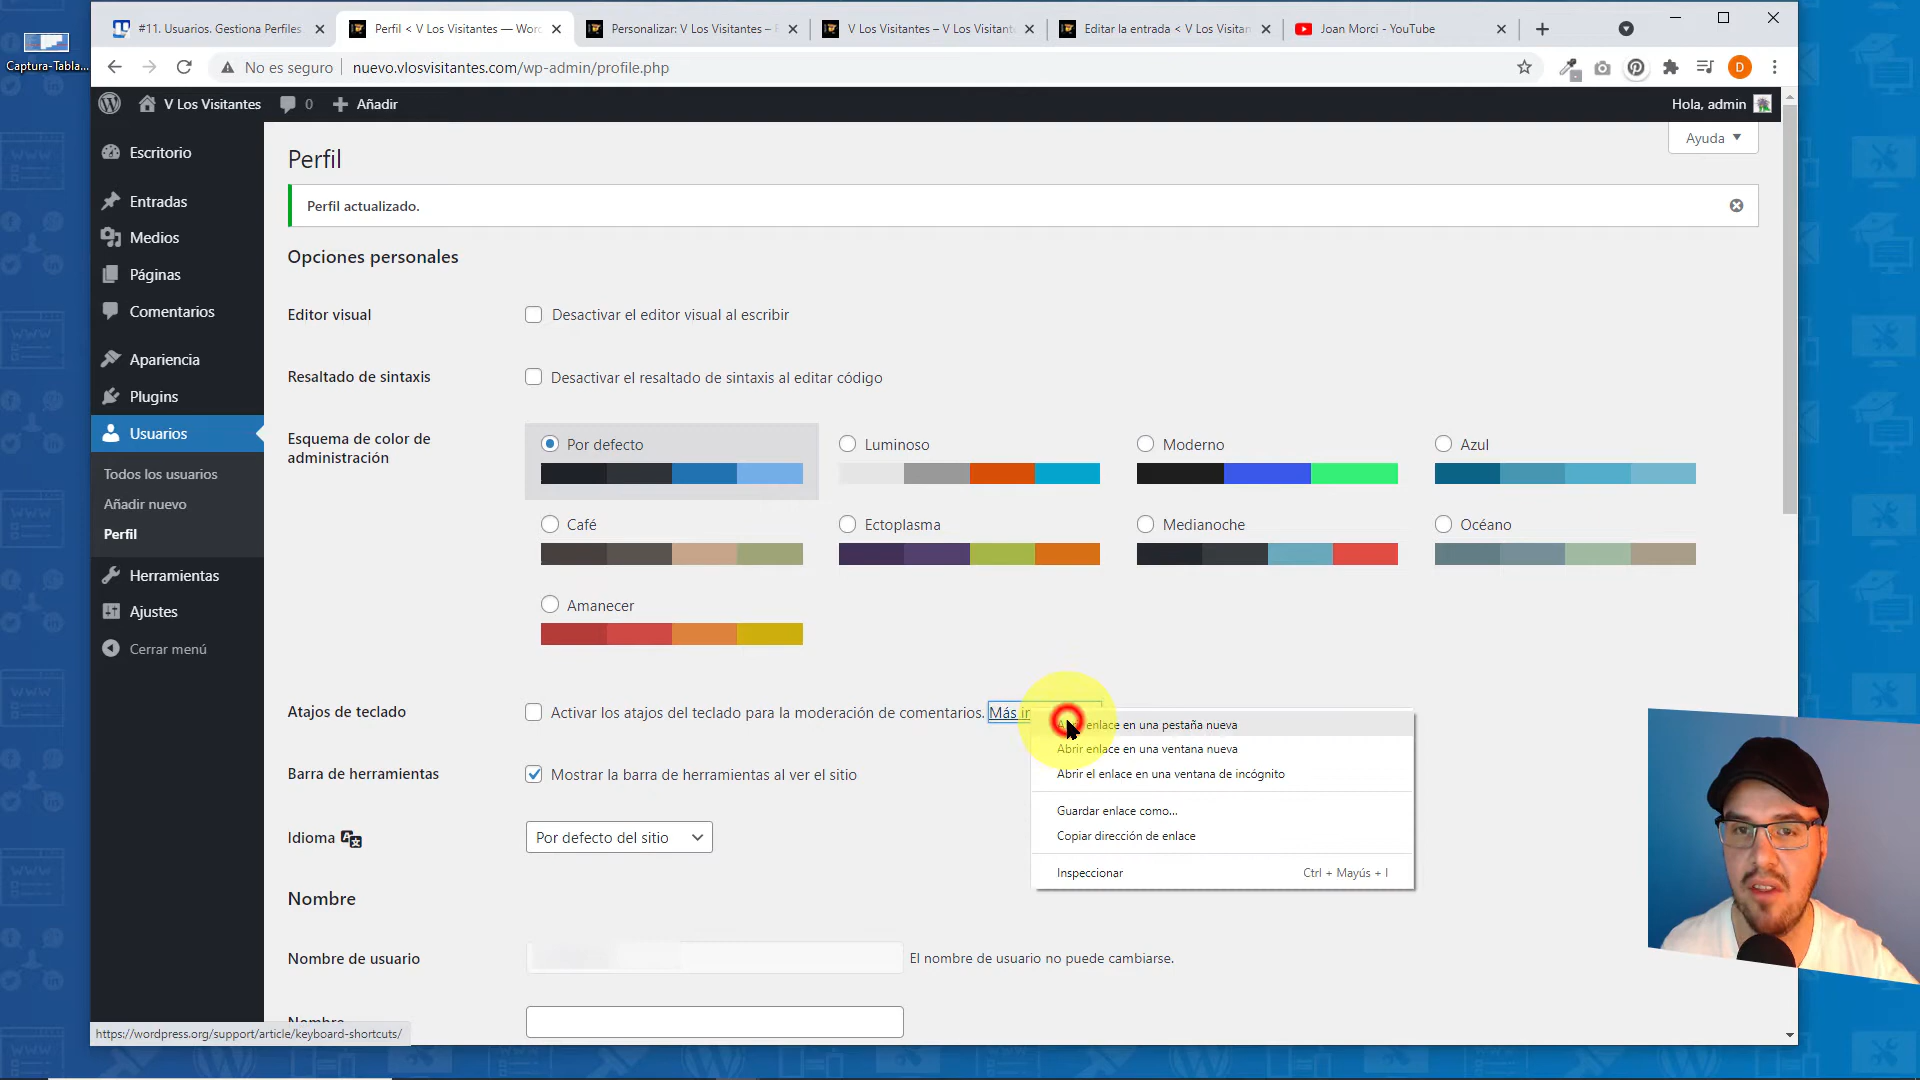 #11. Usuarios. Gestiona Perfiles
Perfil < V Los Visitantes — Word
Personalizar: V Los Visitantes –
V Los Visitantes – V Los Visitant
Editar la entrada < V Los Visitan
Joan Morci - YouTube
Captura-Tabla...
No es seguro
nuevo.vlosvisitantes.com/wp-admin/profile.php
D
V Los Visitantes
0
Añadir
Hola, admin
Ayuda
Escritorio
Entradas
Medios
Páginas
Comentarios
Apariencia
Plugins
Usuarios
Todos los usuarios
Añadir nuevo
Perfil
Herramientas
Ajustes
Cerrar menú
Perfil
Perfil actualizado.
Opciones personales
Editor visual
Desactivar el editor visual al escribir
Resaltado de sintaxis
Desactivar el resaltado de sintaxis al editar código
Esquema de color de
administración
Por defecto
Luminoso
Moderno
Azul
Café
Ectoplasma
Medianoche
Océano
Amanecer
Atajos de teclado
Activar los atajos del teclado para la moderación de comentarios. Más
enlace en una pestaña nueva
Abrir enlace en una ventana nueva
Abrir el enlace en una ventana de incógnito
Guardar enlace como...
Copiar dirección de enlace
Inspeccionar
Ctrl + Mayús + I
Barra de herramientas
Mostrar la barra de herramientas al ver el sitio
Idioma
Por defecto del sitio
Nombre
Nombre de usuario
El nombre de usuario no puede cambiarse.
Nombre
https://wordpress.org/support/article/keyboard-shortcuts/